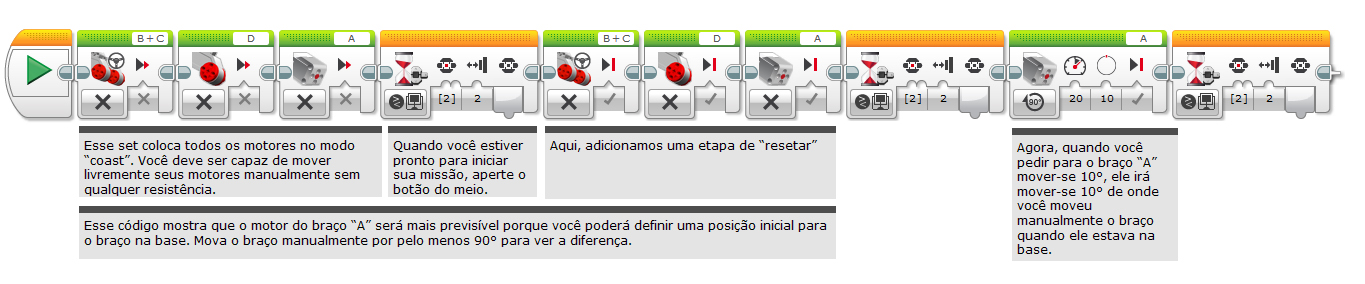 B+C D A B+C D A A
[2] 2 [2] 2 90° 20 10 [2] 2
Esse set coloca todos os motores no modo
“coast”. Você deve ser capaz de mover
livremente seus motores manualmente sem
qualquer resistência.
Quando você estiver
pronto para iniciar
sua missão, aperte o
botão do meio.
Aqui, adicionamos uma etapa de “resetar”
Esse código mostra que o motor do braço “A” será mais previsível porque você poderá definir uma posição inicial para
o braço na base. Mova o braço manualmente por pelo menos 90° para ver a diferença.
Agora, quando você
pedir para o braço “A”
mover-se 10°, ele irá
mover-se 10° de onde
você moveu
manualmente o braço
quando ele estava na
base.